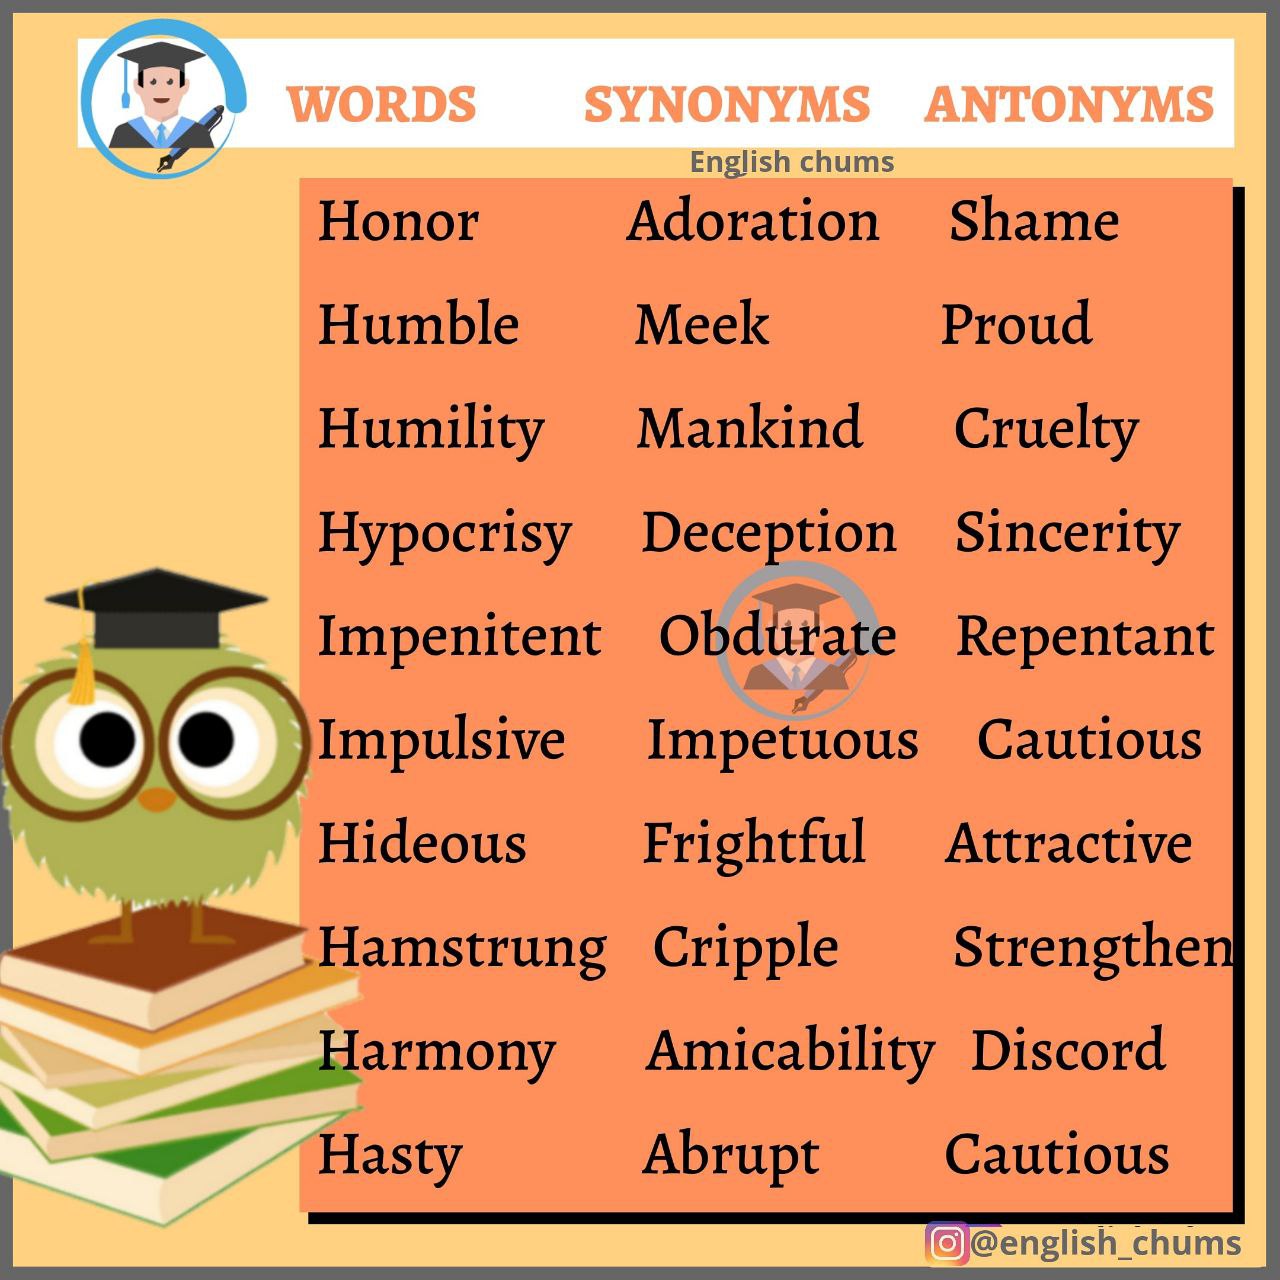 WORDS SYNONYMS ANTONYMS
English chums
Honor Adoration Shame
Humble Meek Proud
Humility Mankind Cruelty
Hypocrisy Deception Sincerity
Impenitent Obdurate Repentant
Impulsive Impetuous Cautious
Hideous Frightful Attractive
Hamstrung Cripple Strengthen
Harmony Amicability Discord
Hasty Abrupt Cautious
@english_chums